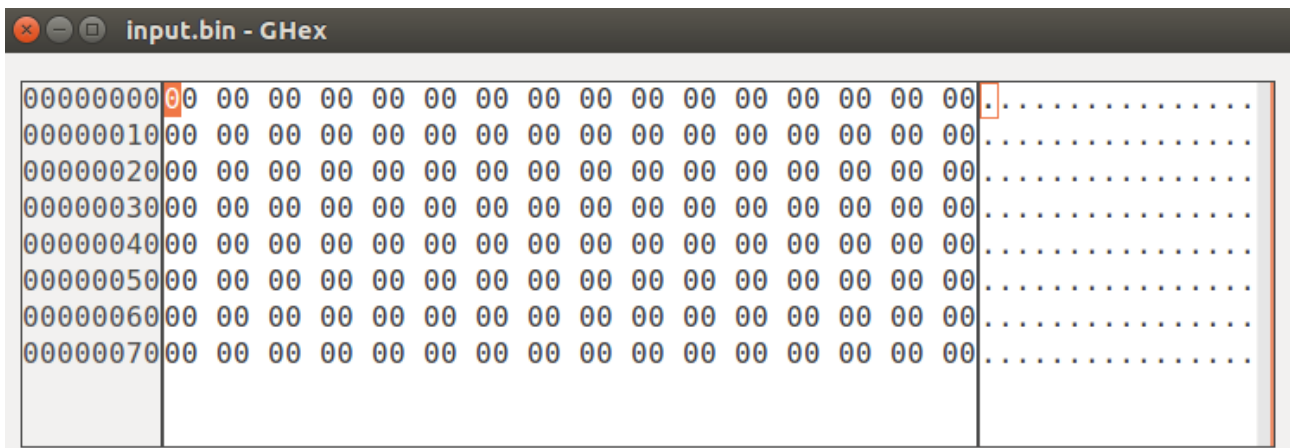 input.bin - GHex
00000000 00 00 00 00 00 00 00 00 00 00 00 00 00 00 00 00 ................
00000010 00 00 00 00 00 00 00 00 00 00 00 00 00 00 00 00 ................
00000020 00 00 00 00 00 00 00 00 00 00 00 00 00 00 00 00 ................
00000030 00 00 00 00 00 00 00 00 00 00 00 00 00 00 00 00 ................
00000040 00 00 00 00 00 00 00 00 00 00 00 00 00 00 00 00 ................
00000050 00 00 00 00 00 00 00 00 00 00 00 00 00 00 00 00 ................
00000060 00 00 00 00 00 00 00 00 00 00 00 00 00 00 00 00 ................
00000070 00 00 00 00 00 00 00 00 00 00 00 00 00 00 00 00 ................